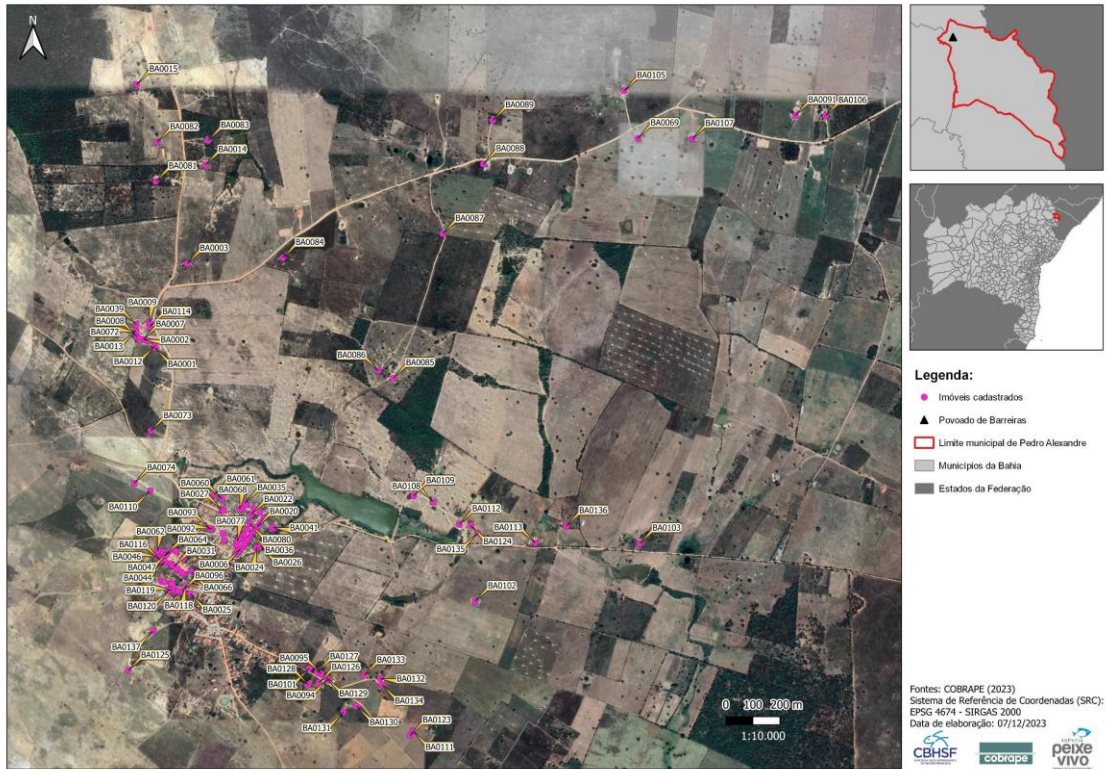 N
BA0015
BA0105
BA0089
BA0091
BA0106
BA0082
BA0083
BA0069
BA0107
BA0014
BA0088
BA0081
BA0087
BA0003
BA0084
BA0009
BA0039
BA0114
BA0008
BA0007
BA0072
BA0002
BA0013
BA0012
BA0001
BA0086
BA0085
BA0073
BA0074
BA0061
BA0060
BA0068
BA0035
BA0027
BA0022
BA0108
BA0109
BA0110
BA0093
BA0077
BA0020
BA0112
BA0136
BA0062
BA0092
BA0041
BA0113
BA0103
BA0116
BA0064
BA0080
BA0135
BA0124
BA0046
BA0031
BA0036
BA0047
BA0006
BA0024
BA0026
BA0044
BA0096
BA0119
BA0066
BA0102
BA0120
BA0118
BA0025
BA0137
BA0125
BA0095
BA0127
BA0133
BA0128
BA0126
BA0101
BA0132
BA0094
BA0129
BA0134
BA0131
BA0130
BA0123
BA0111
0 100 200 m
1:10.000
Legenda:
Imóveis cadastrados
Povoado de Barreiras
Limite municipal de Pedro Alexandre
Municípios da Bahia
Estados da Federação
Fontes: COBRAPE (2023)
Sistema de Referência de Coordenadas (SRC):
EPSG 4674 - SIRGAS 2000
Data de elaboração: 07/12/2023
CBHSF
cobrape
AGÊNCIA
peixe
vivo